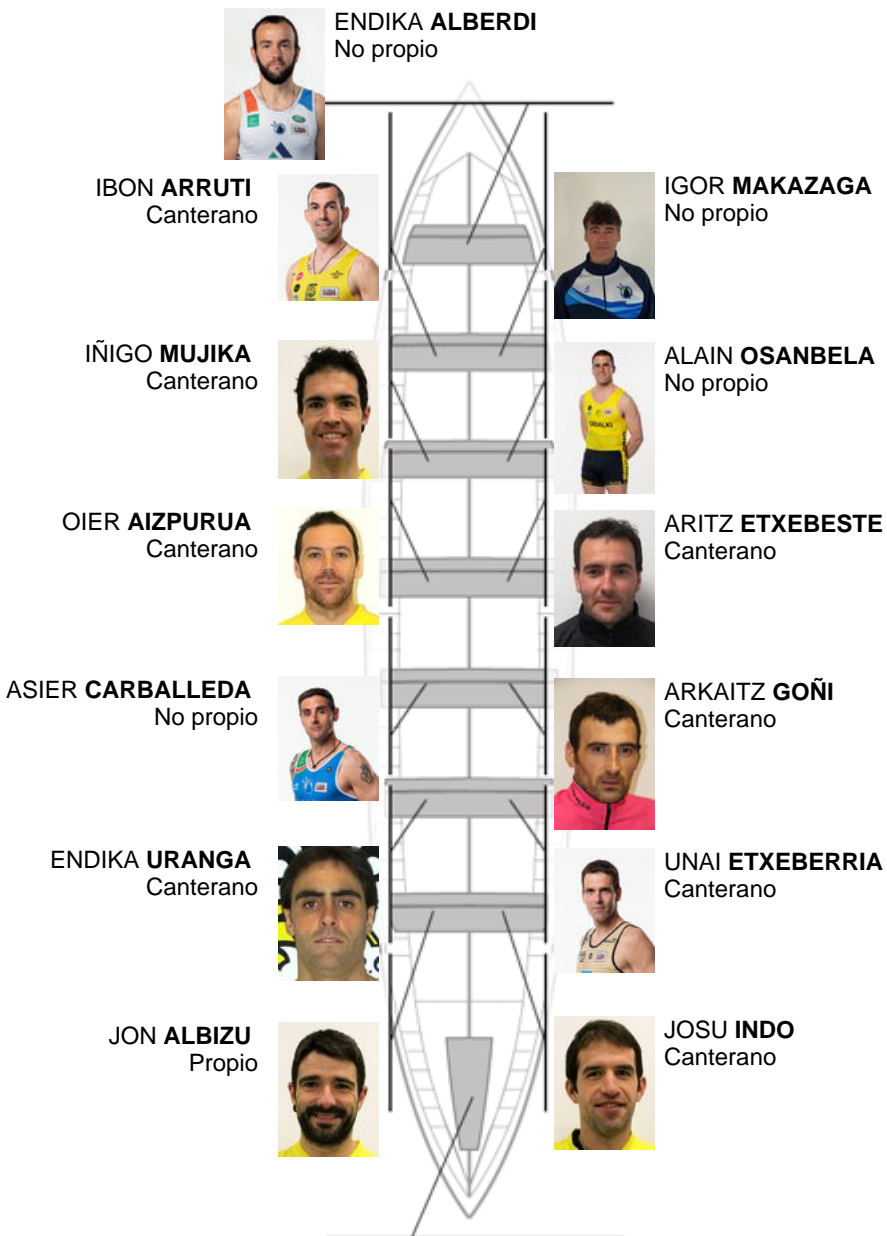 ENDIKA ALBERDI
No propio
IBON ARRUTI
Canterano
IGOR MAKAZAGA
No propio
IÑIGO MUJIKA
Canterano
ALAIN OSANBELA
No propio
OIER AIZPURUA
Canterano
ARITZ ETXEBESTE
Canterano
ASIER CARBALLEDA
No propio
ARKAITZ GOÑI
Canterano
ENDIKA URANGA
Canterano
UNAI ETXEBERRIA
Canterano
JON ALBIZU
Propio
JOSU INDO
Canterano